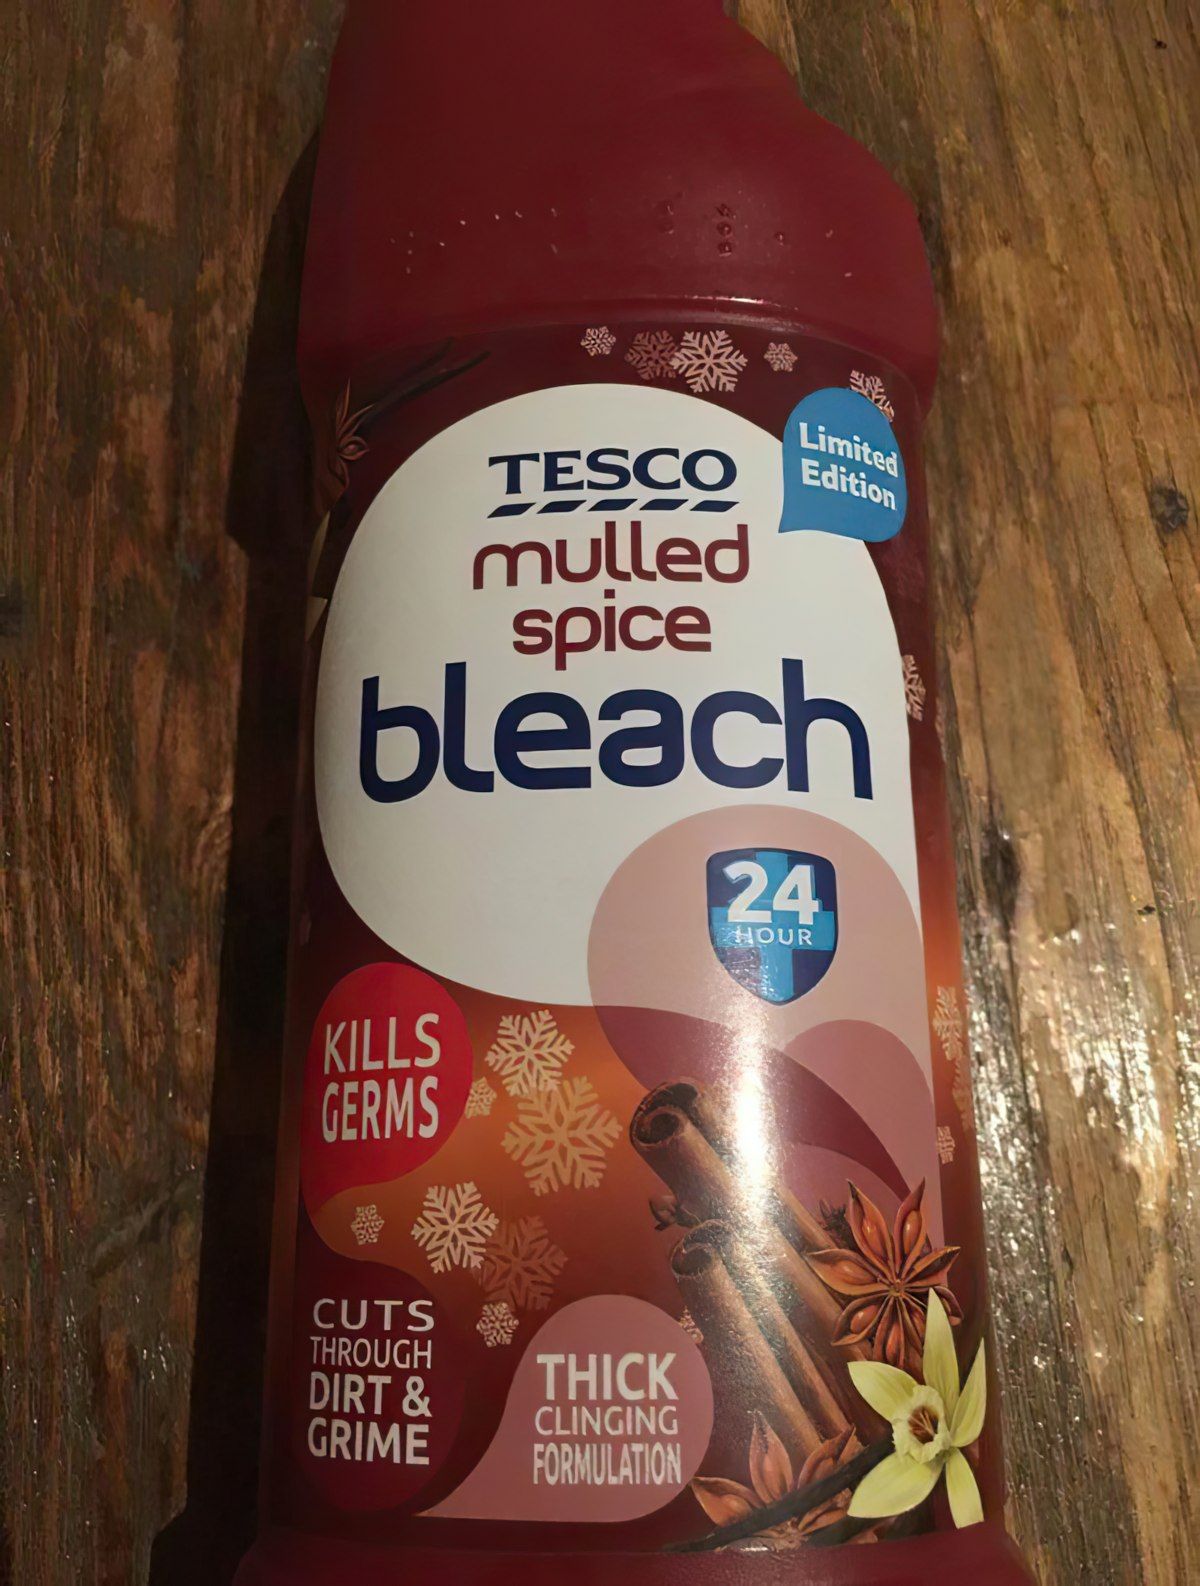 TESCO
Limited
Edition
mulled
spice
bleach
24
HOUR
KILLS
GERMS
CUTS
THROUGH
DIRT &
GRIME
THICK
CLINGING
FORMULATION